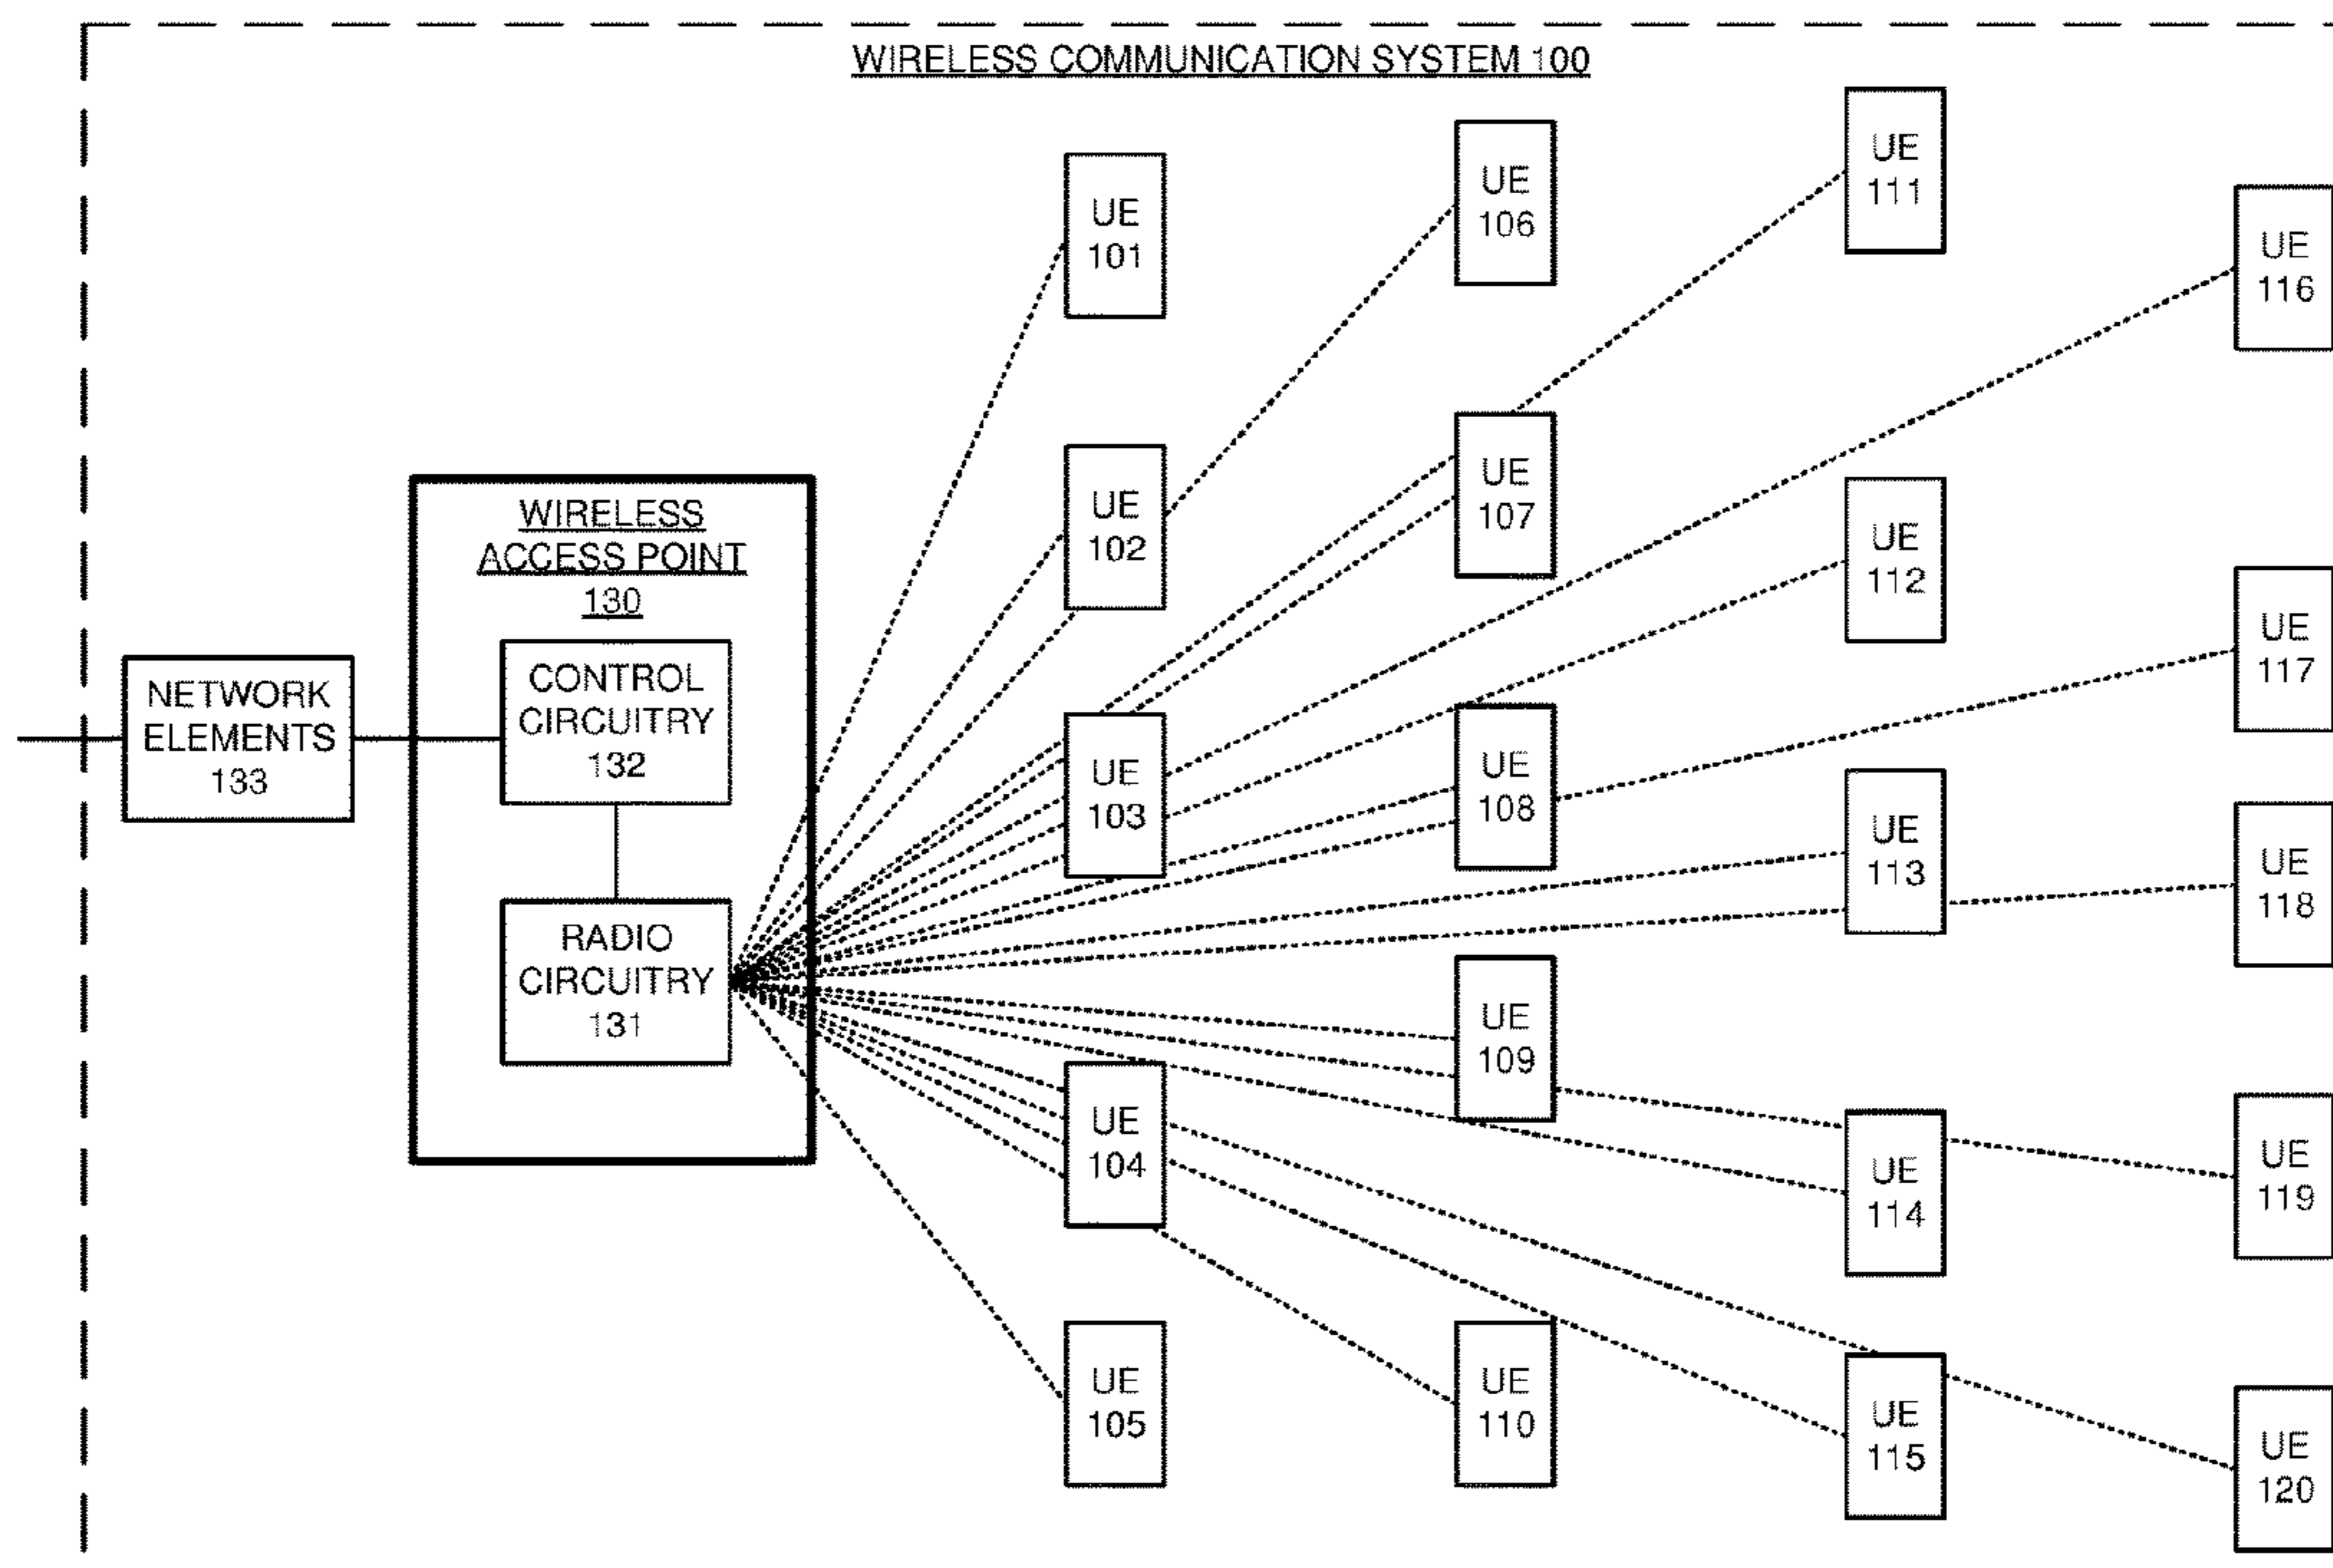 WIRELESS COMMUNICATION SYSTEM 100
UE
101
UE
106
UE
111
UE
116
UE
102
UE
107
UE
112
UE
117
WIRELESS
ACCESS POINT
130
CONTROL
CIRCUITRY
132
NETWORK
ELEMENTS
133
UE
103
UE
108
UE
113
UE
118
RADIO
CIRCUITRY
131
UE
104
UE
109
UE
114
UE
119
UE
105
UE
110
UE
115
UE
120